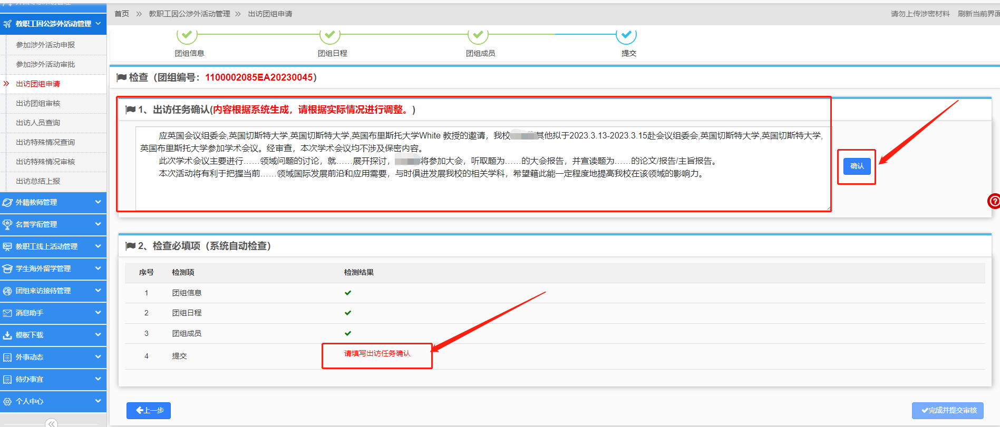 首页 » 教职工因公涉外活动管理 » 出访团组申请
请勿上传涉密材料 刷新当前界面
教职工因公涉外活动管理
参加涉外活动申报
参加涉外活动审批
出访团组申请
出访团组审核
出访人员查询
出访特殊情况查询
出访特殊情况审核
出访总结上报
外籍教师管理
名誉学衔管理
教职工线上活动管理
学生海外留学管理
团组来访接待管理
消息助手
模板下载
外事动态
待办事宜
个人中心
团组信息 团组日程 团组成员 提交
检查（团组编号：1100002085EA20230045）
1、出访任务确认(内容根据系统生成，请根据实际情况进行调整。)
应英国会议组委会,英国切斯特大学,英国切斯特大学,英国布里斯托大学White 教授的邀请，我校其他拟于2023.3.13-2023.3.15赴会议组委会,英国切斯特大学,英国切斯特大学,
英国布里斯托大学参加学术会议。经审查，本次学术会议均不涉及保密内容。
此次学术会议主要进行……领域问题的讨论，就……展开探讨，将参加大会，听取题为……的大会报告，并宣读题为……的论文/报告/主旨报告。
本次活动将有利于把握当前……领域国际发展前沿和应用需要，与时俱进发展我校的相关学科，希望籍此能一定程度地提高我校在该领域的影响力。
确认
2、检查必填项（系统自动检查）
序号 检测项 检测结果
1 团组信息
2 团组日程
3 团组成员
4 提交 请填写出访任务确认
上一步
完成并提交审核